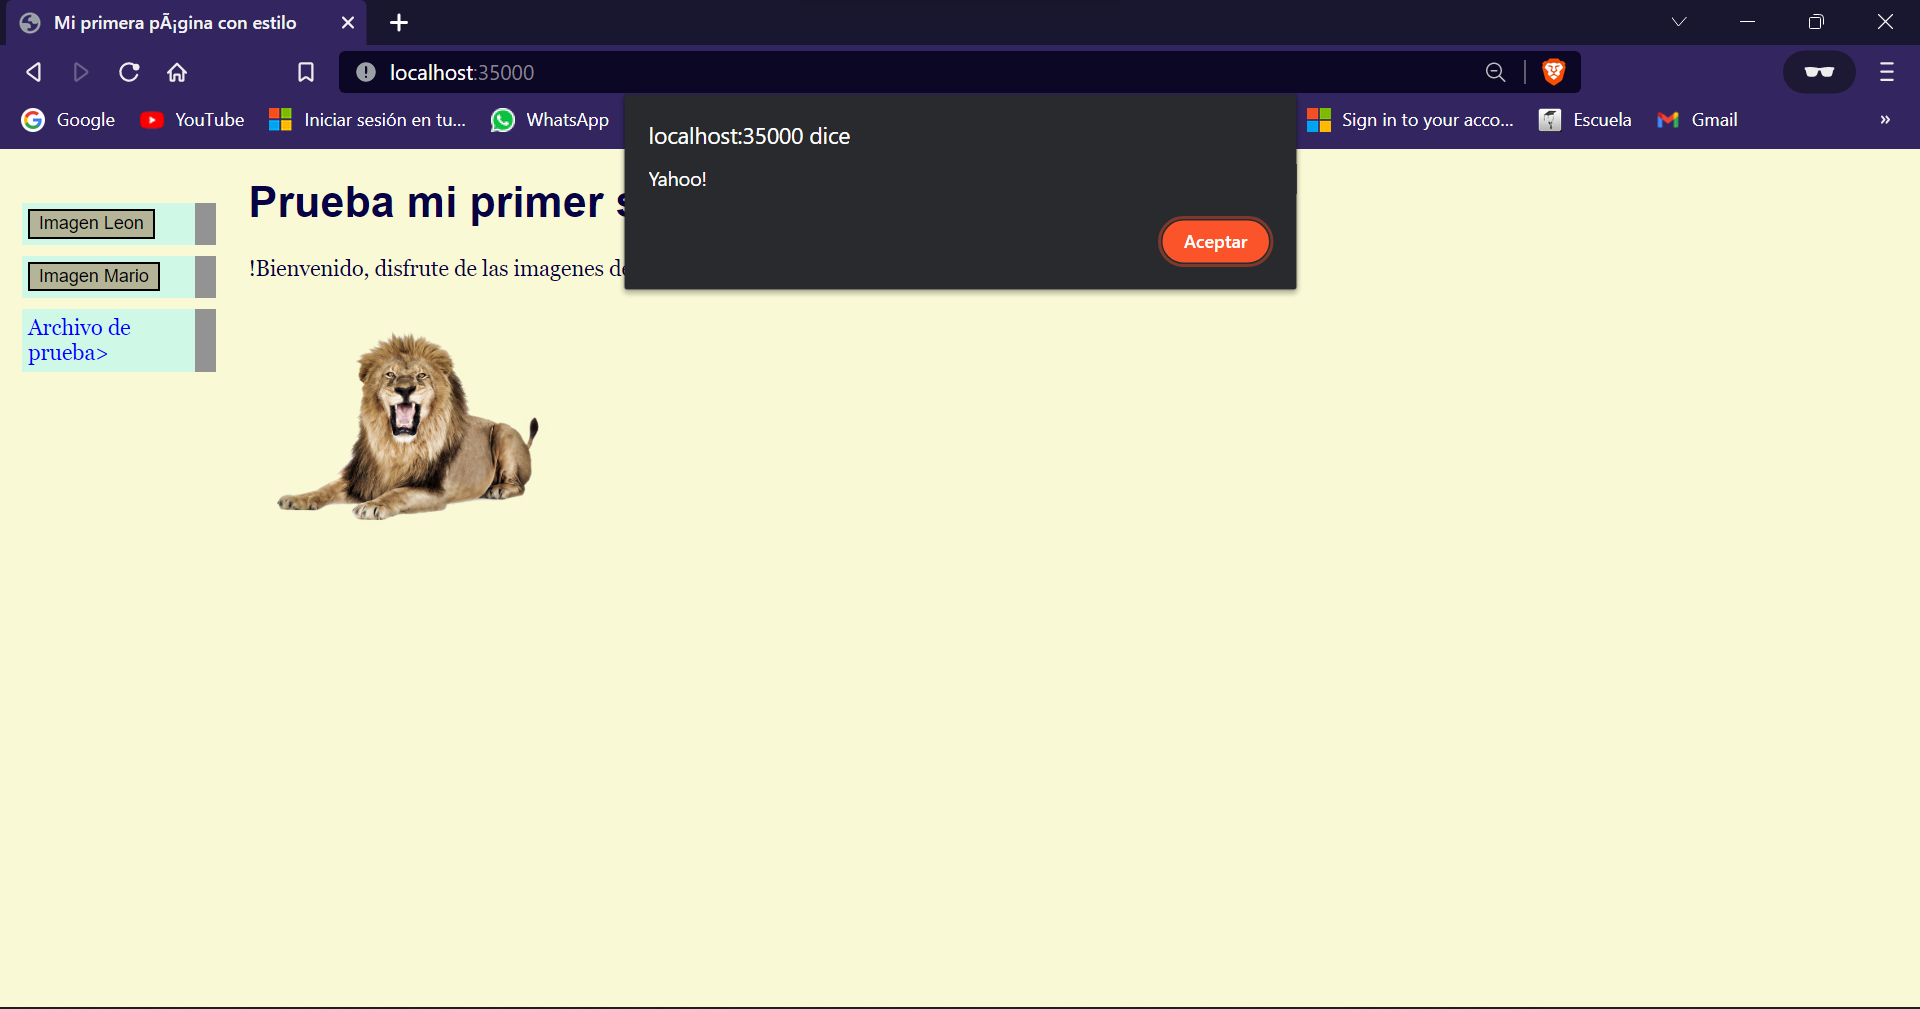 Mi primera pÃ¡gina con estilo
localhost:35000
Google
YouTube
Iniciar sesión en tu...
WhatsApp
Sign in to your acco...
Escuela
Gmail
»
localhost:35000 dice
Yahoo!
Aceptar
Imagen Leon
Imagen Mario
Archivo de
prueba>
Prueba mi primer
!Bienvenido, disfrute de las imagenes